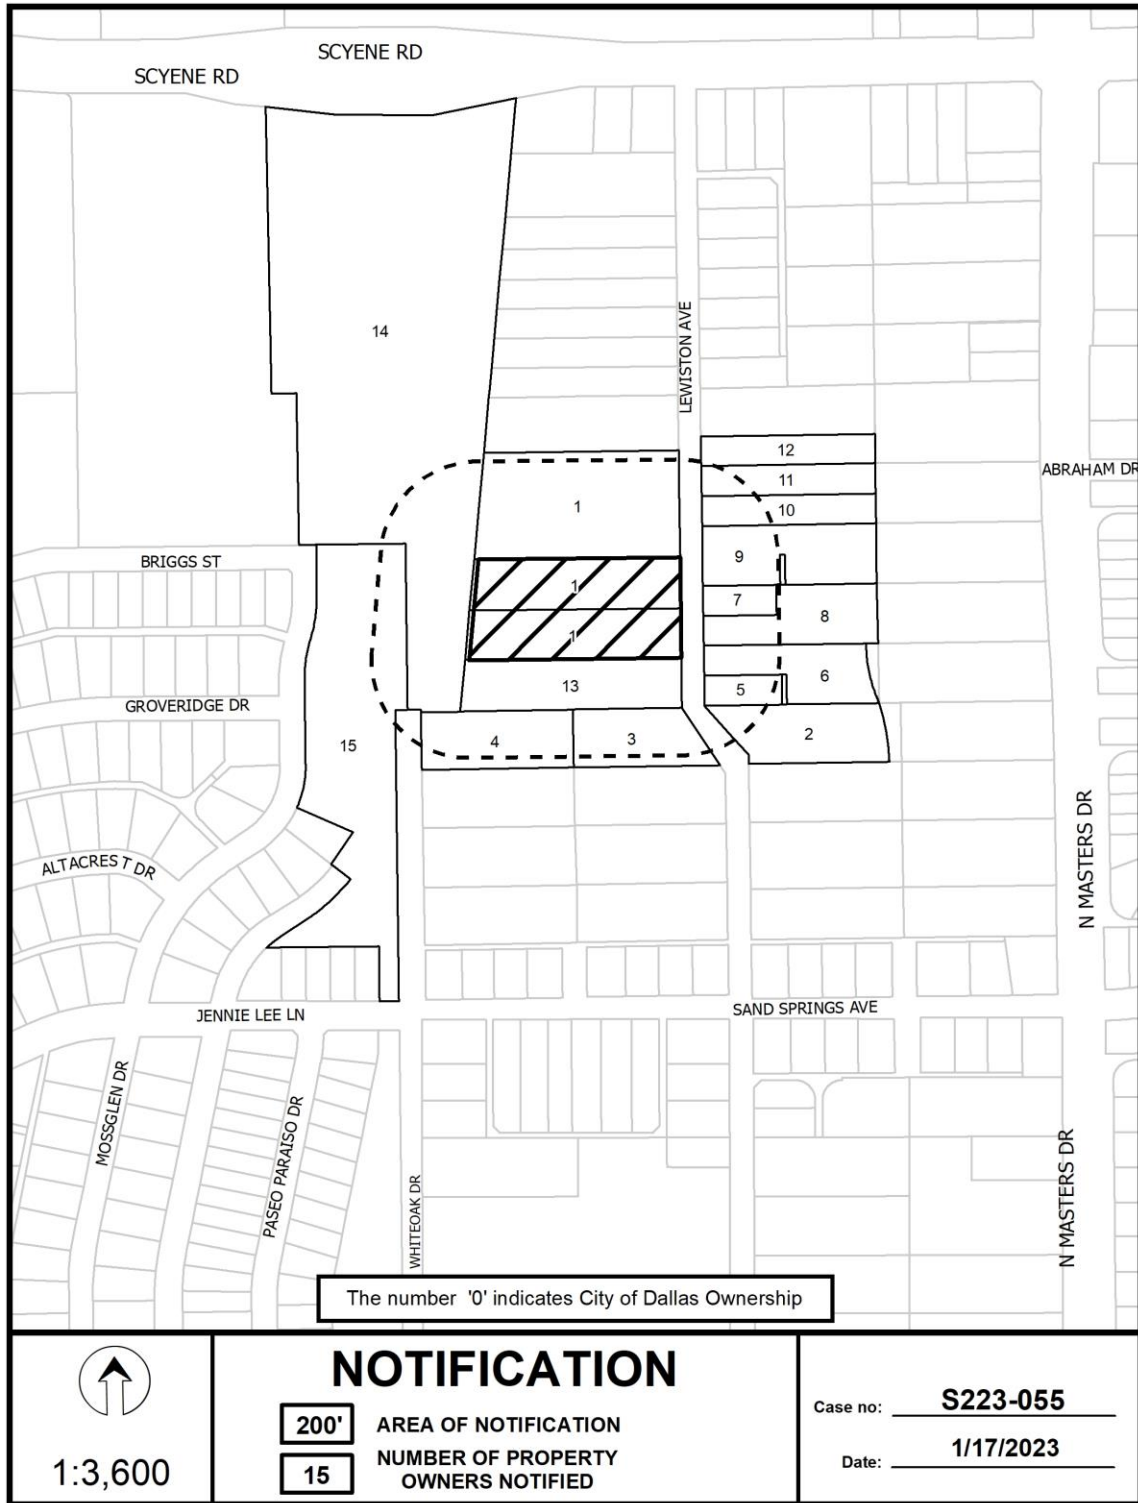 SCYENE RD
SCYENE RD
14
LEWISTON AVE
12
11
10
ABRAHAM DR
1
9
BRIGGS ST
1
7
8
1
13
5
6
GROVERIDGE DR
15
4
3
2
N MASTERS DR
ALTACREST DR
JENNIE LEE LN
SAND SPRINGS AVE
MOSSGLEN DR
PASEO PARAISO DR
WHITEOAK DR
N MASTERS DR
The number '0' indicates City of Dallas Ownership
1:3,600
NOTIFICATION
200' AREA OF NOTIFICATION
15 NUMBER OF PROPERTY
OWNERS NOTIFIED
Case no: S223-055
Date: 1/17/2023